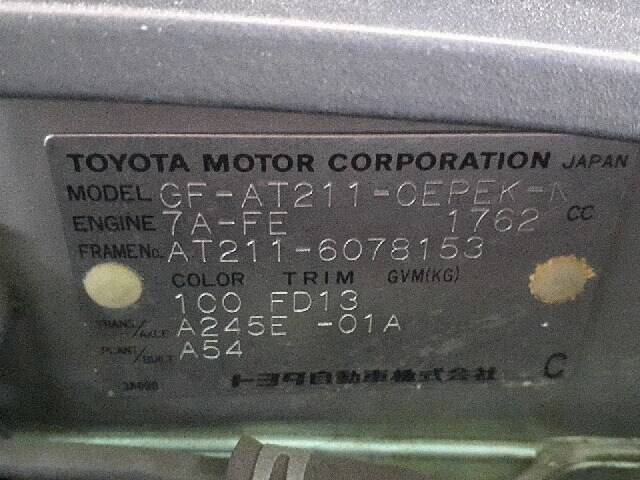 TOYOTA MOTOR CORPORATION JAPAN
MODEL GF-AT211-CEPEK-N
ENGINE 7A-FE 1762 CC
FRAME No. AT211-6078153
COLOR TRIM GVM(KG)
1C0 FD13
TRANS/AXLE A245E -01A
PLANT/BUILT A54
トヨタ自動車株式会社 C